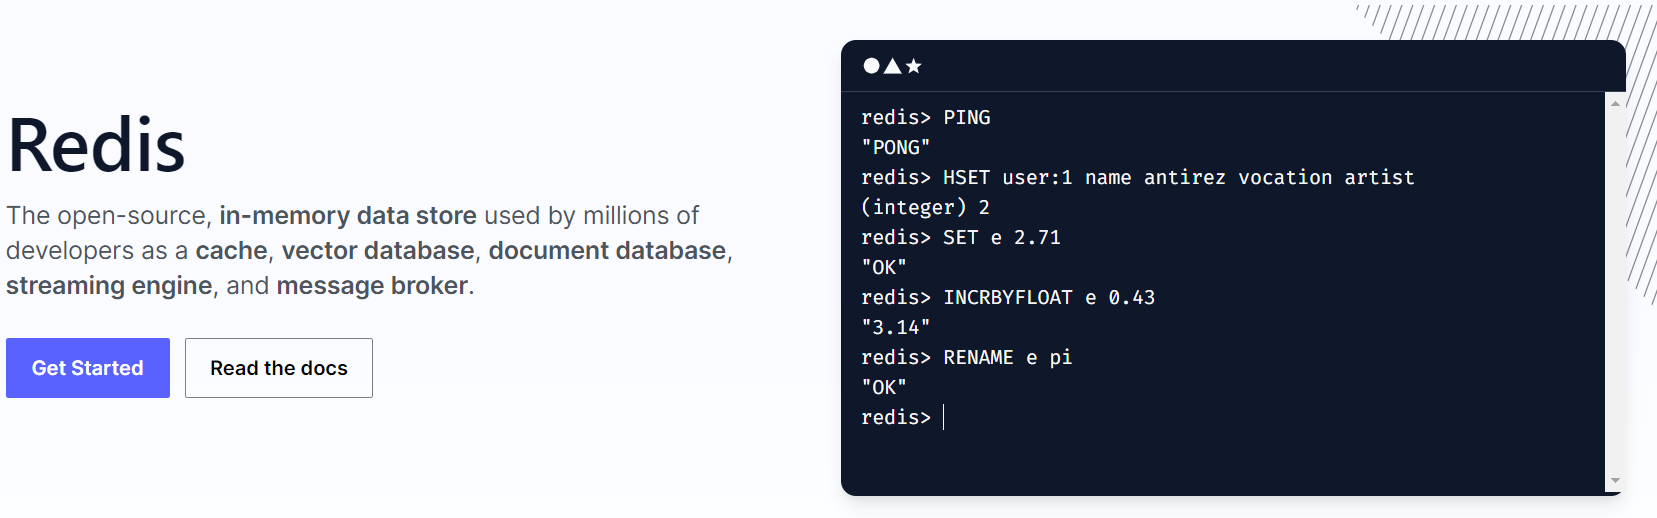 Redis
The open-source, in-memory data store used by millions of
developers as a cache, vector database, document database,
streaming engine, and message broker.
Get Started
Read the docs
redis> PING
"PONG"
redis> HSET user:1 name antirez vocation artist
(integer) 2
redis> SET e 2.71
"OK"
redis> INCRBYFLOAT e 0.43
"3.14"
redis> RENAME e pi
"OK"
redis>